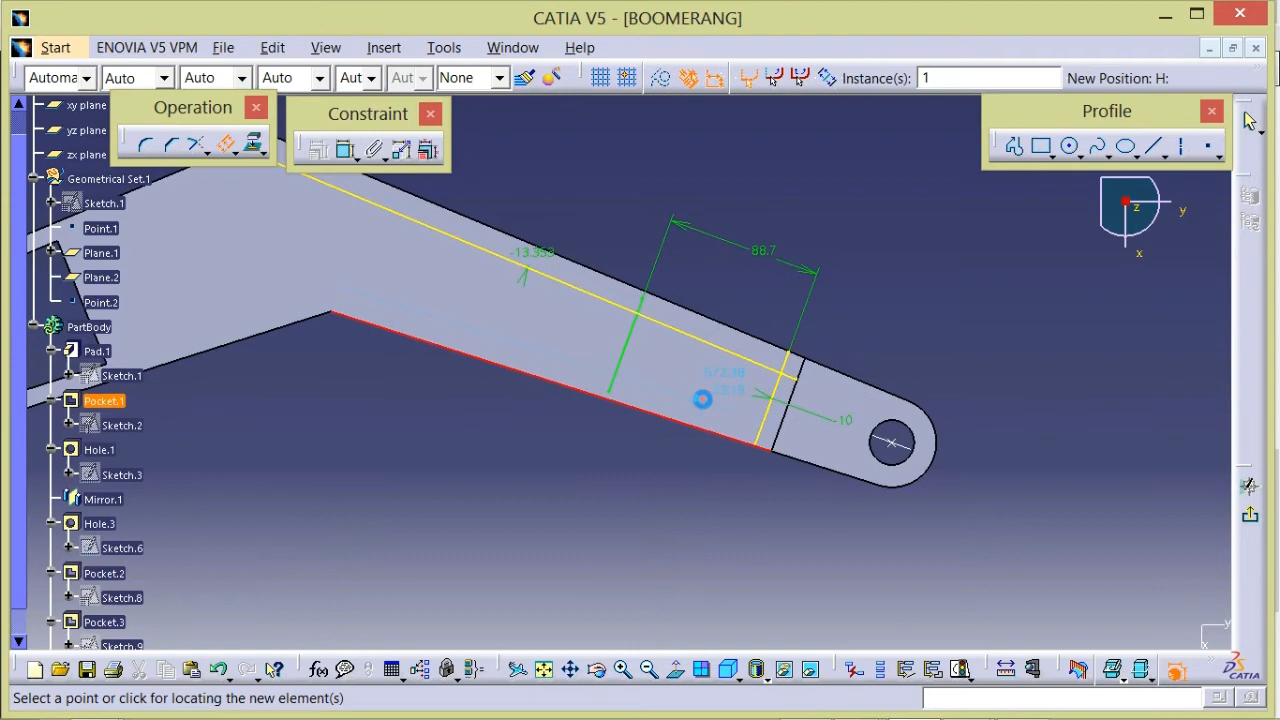 CATIA V5 - [BOOMERANG]
Start ENOVIA V5 VPM File Edit View Insert Tools Window Help
Automa Auto Auto Auto Aut Aut None Instance(s): 1 New Position: H:
Operation
Constraint
Profile
xy plane
yz plane
zx plane
Geometrical Set.1
Sketch.1
Point.1
Plane.1
Plane.2
Point.2
PartBody
Pad.1
Sketch.1
Pocket.1
Sketch.2
Hole.1
Sketch.3
Mirror.1
Hole.3
Sketch.6
Pocket.2
Sketch.8
Pocket.3
Sketch.9
88.7
-10
z
y
x
y
x
f(x)
CATIA
Select a point or click for locating the new element(s)